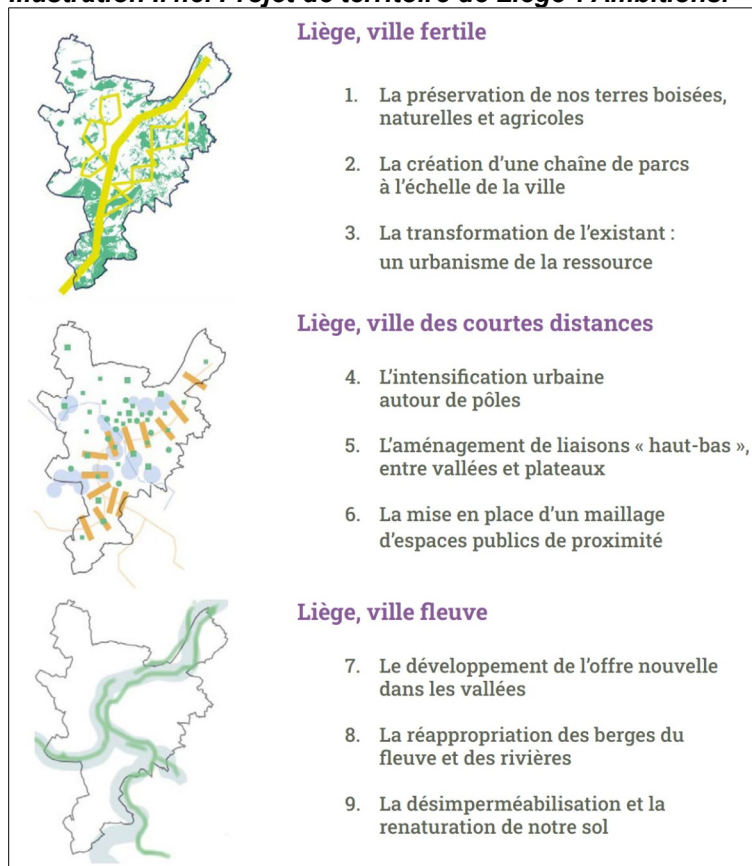 Liège, ville fertile
1. La préservation de nos terres boisées,
naturelles et agricoles
2. La création d'une chaîne de parcs
à l'échelle de la ville
3. La transformation de l'existant :
un urbanisme de la ressource
Liège, ville des courtes distances
4. L'intensification urbaine
autour de pôles
5. L'aménagement de liaisons « haut-bas »,
entre vallées et plateaux
6. La mise en place d'un maillage
d'espaces publics de proximité
Liège, ville fleuve
7. Le développement de l'offre nouvelle
dans les vallées
8. La réappropriation des berges du
fleuve et des rivières
9. La désimperméabilisation et la
renaturation de notre sol